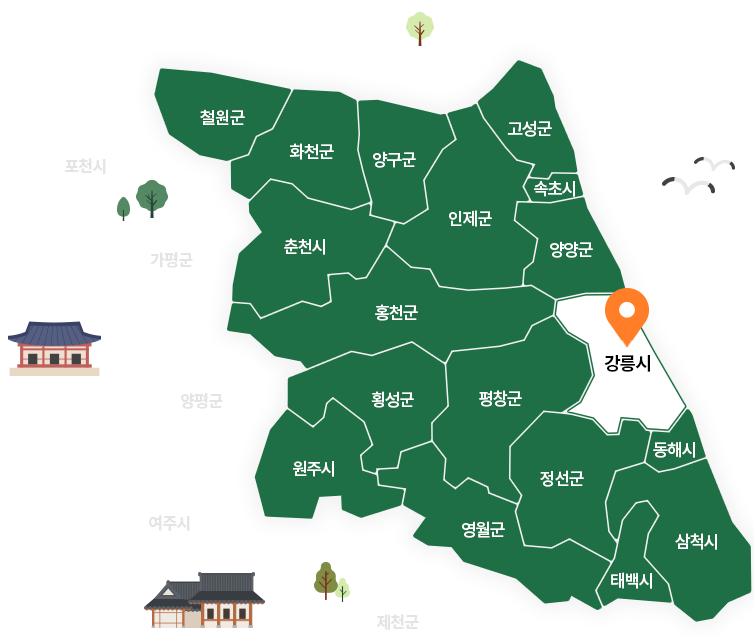 철원군
고성군
화천군
양구군
포천시
속초시
인제군
춘천시
양양군
가평군
홍천군
강릉시
횡성군
평창군
양평군
동해시
원주시
정선군
여주시
영월군
삼척시
태백시
제천군